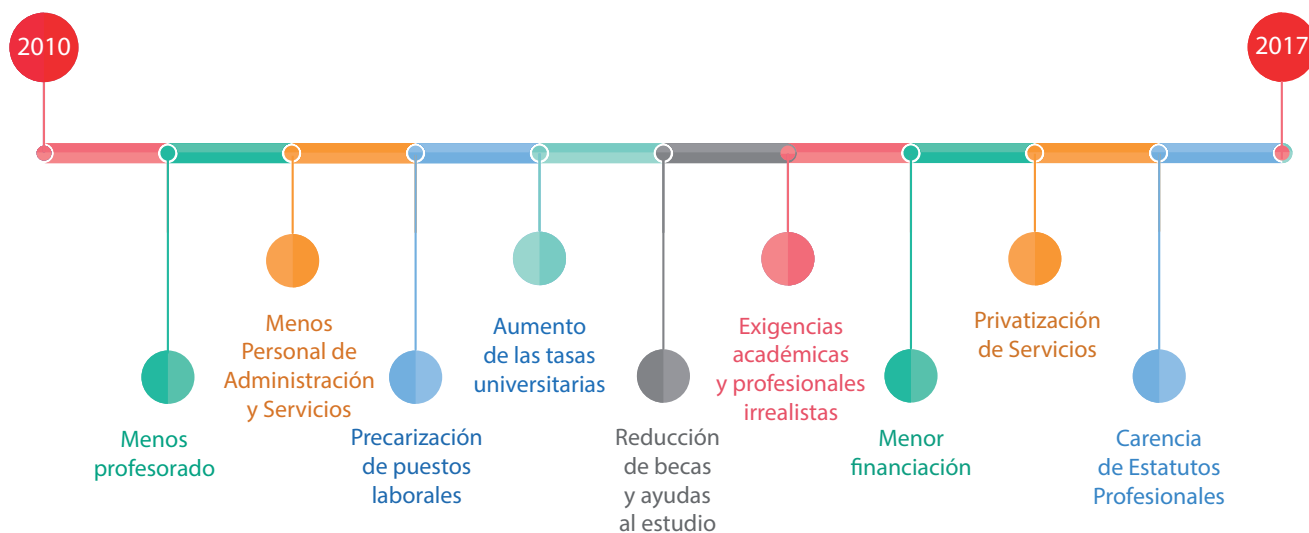 2010
2017
Menos
profesorado
Menos
Personal de
Administración
y Servicios
Precarización
de puestos
laborales
Aumento
de las tasas
universitarias
Reducción
de becas
y ayudas
al estudio
Exigencias
académicas
y profesionales
irrealistas
Menor
financiación
Privatización
de Servicios
Carencia
de Estatutos
Profesionales